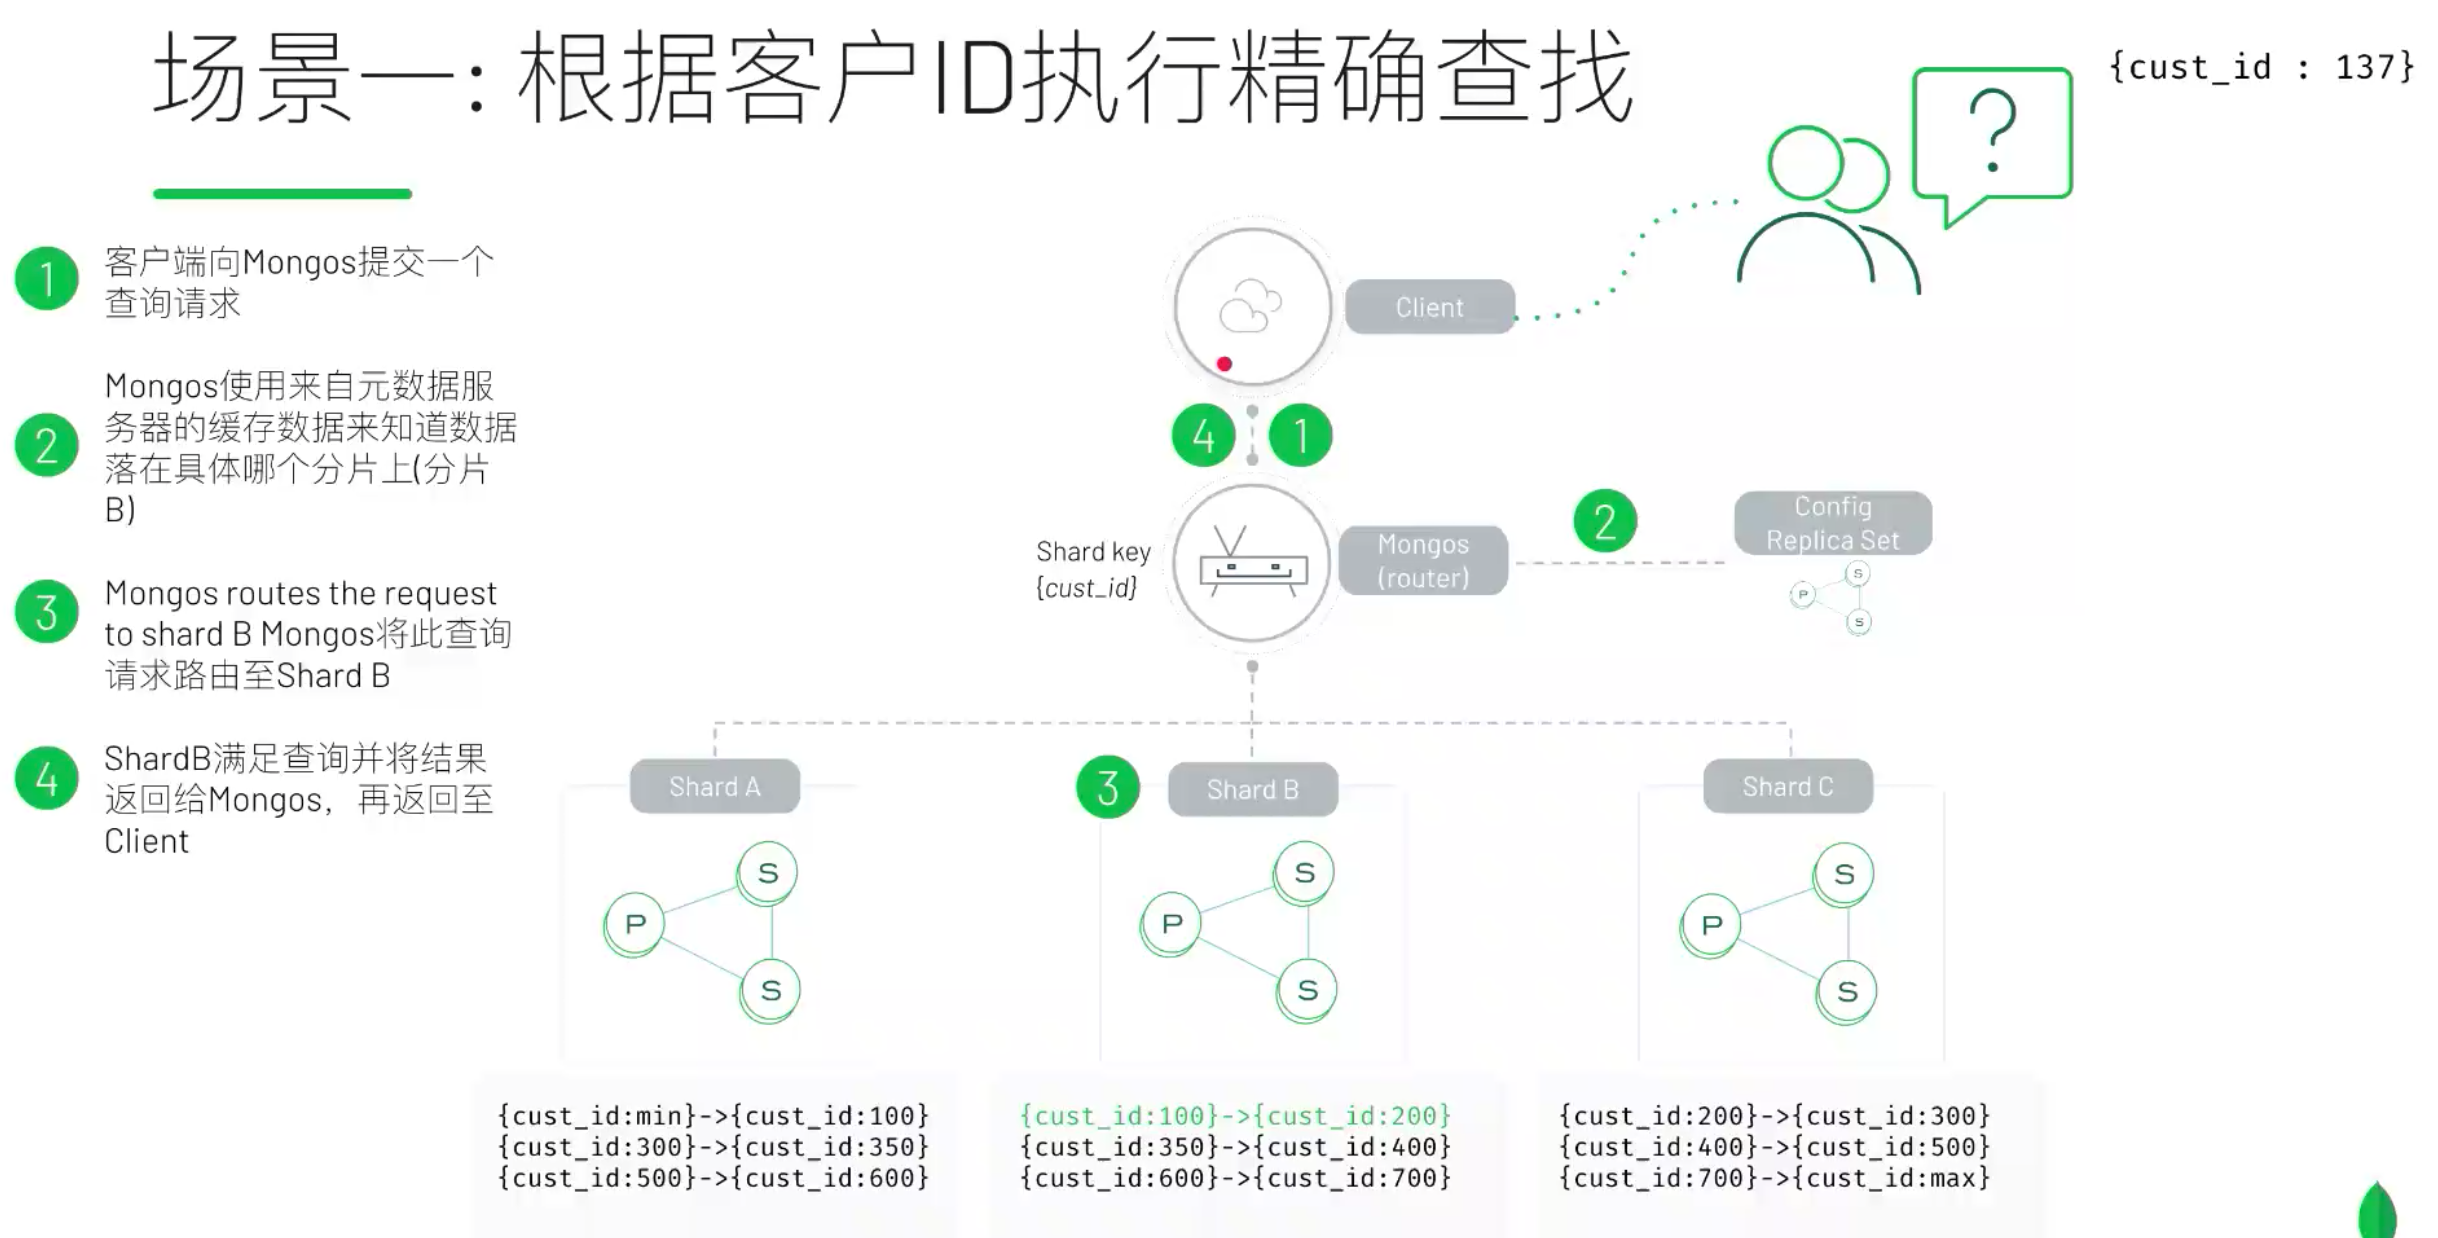 场景一: 根据客户ID执行精确查找
{cust_id : 137}
?
1
客户端向Mongos提交一个
查询请求
2
Mongos使用来自元数据服
务器的缓存数据来知道数据
落在具体哪个分片上(分片
B)
3
Mongos routes the request
to shard B Mongos将此查询
请求路由至Shard B
4
ShardB满足查询并将结果
返回给Mongos，再返回至
Client
Client
4
1
Shard key
{cust_id}
Mongos
(router)
2
Config
Replica Set
P
S
S
Shard A
3
Shard B
Shard C
P
S
S
P
S
S
P
S
S
{cust_id:min}->{cust_id:100}
{cust_id:300}->{cust_id:350}
{cust_id:500}->{cust_id:600}
{cust_id:100}->{cust_id:200}
{cust_id:350}->{cust_id:400}
{cust_id:600}->{cust_id:700}
{cust_id:200}->{cust_id:300}
{cust_id:400}->{cust_id:500}
{cust_id:700}->{cust_id:max}